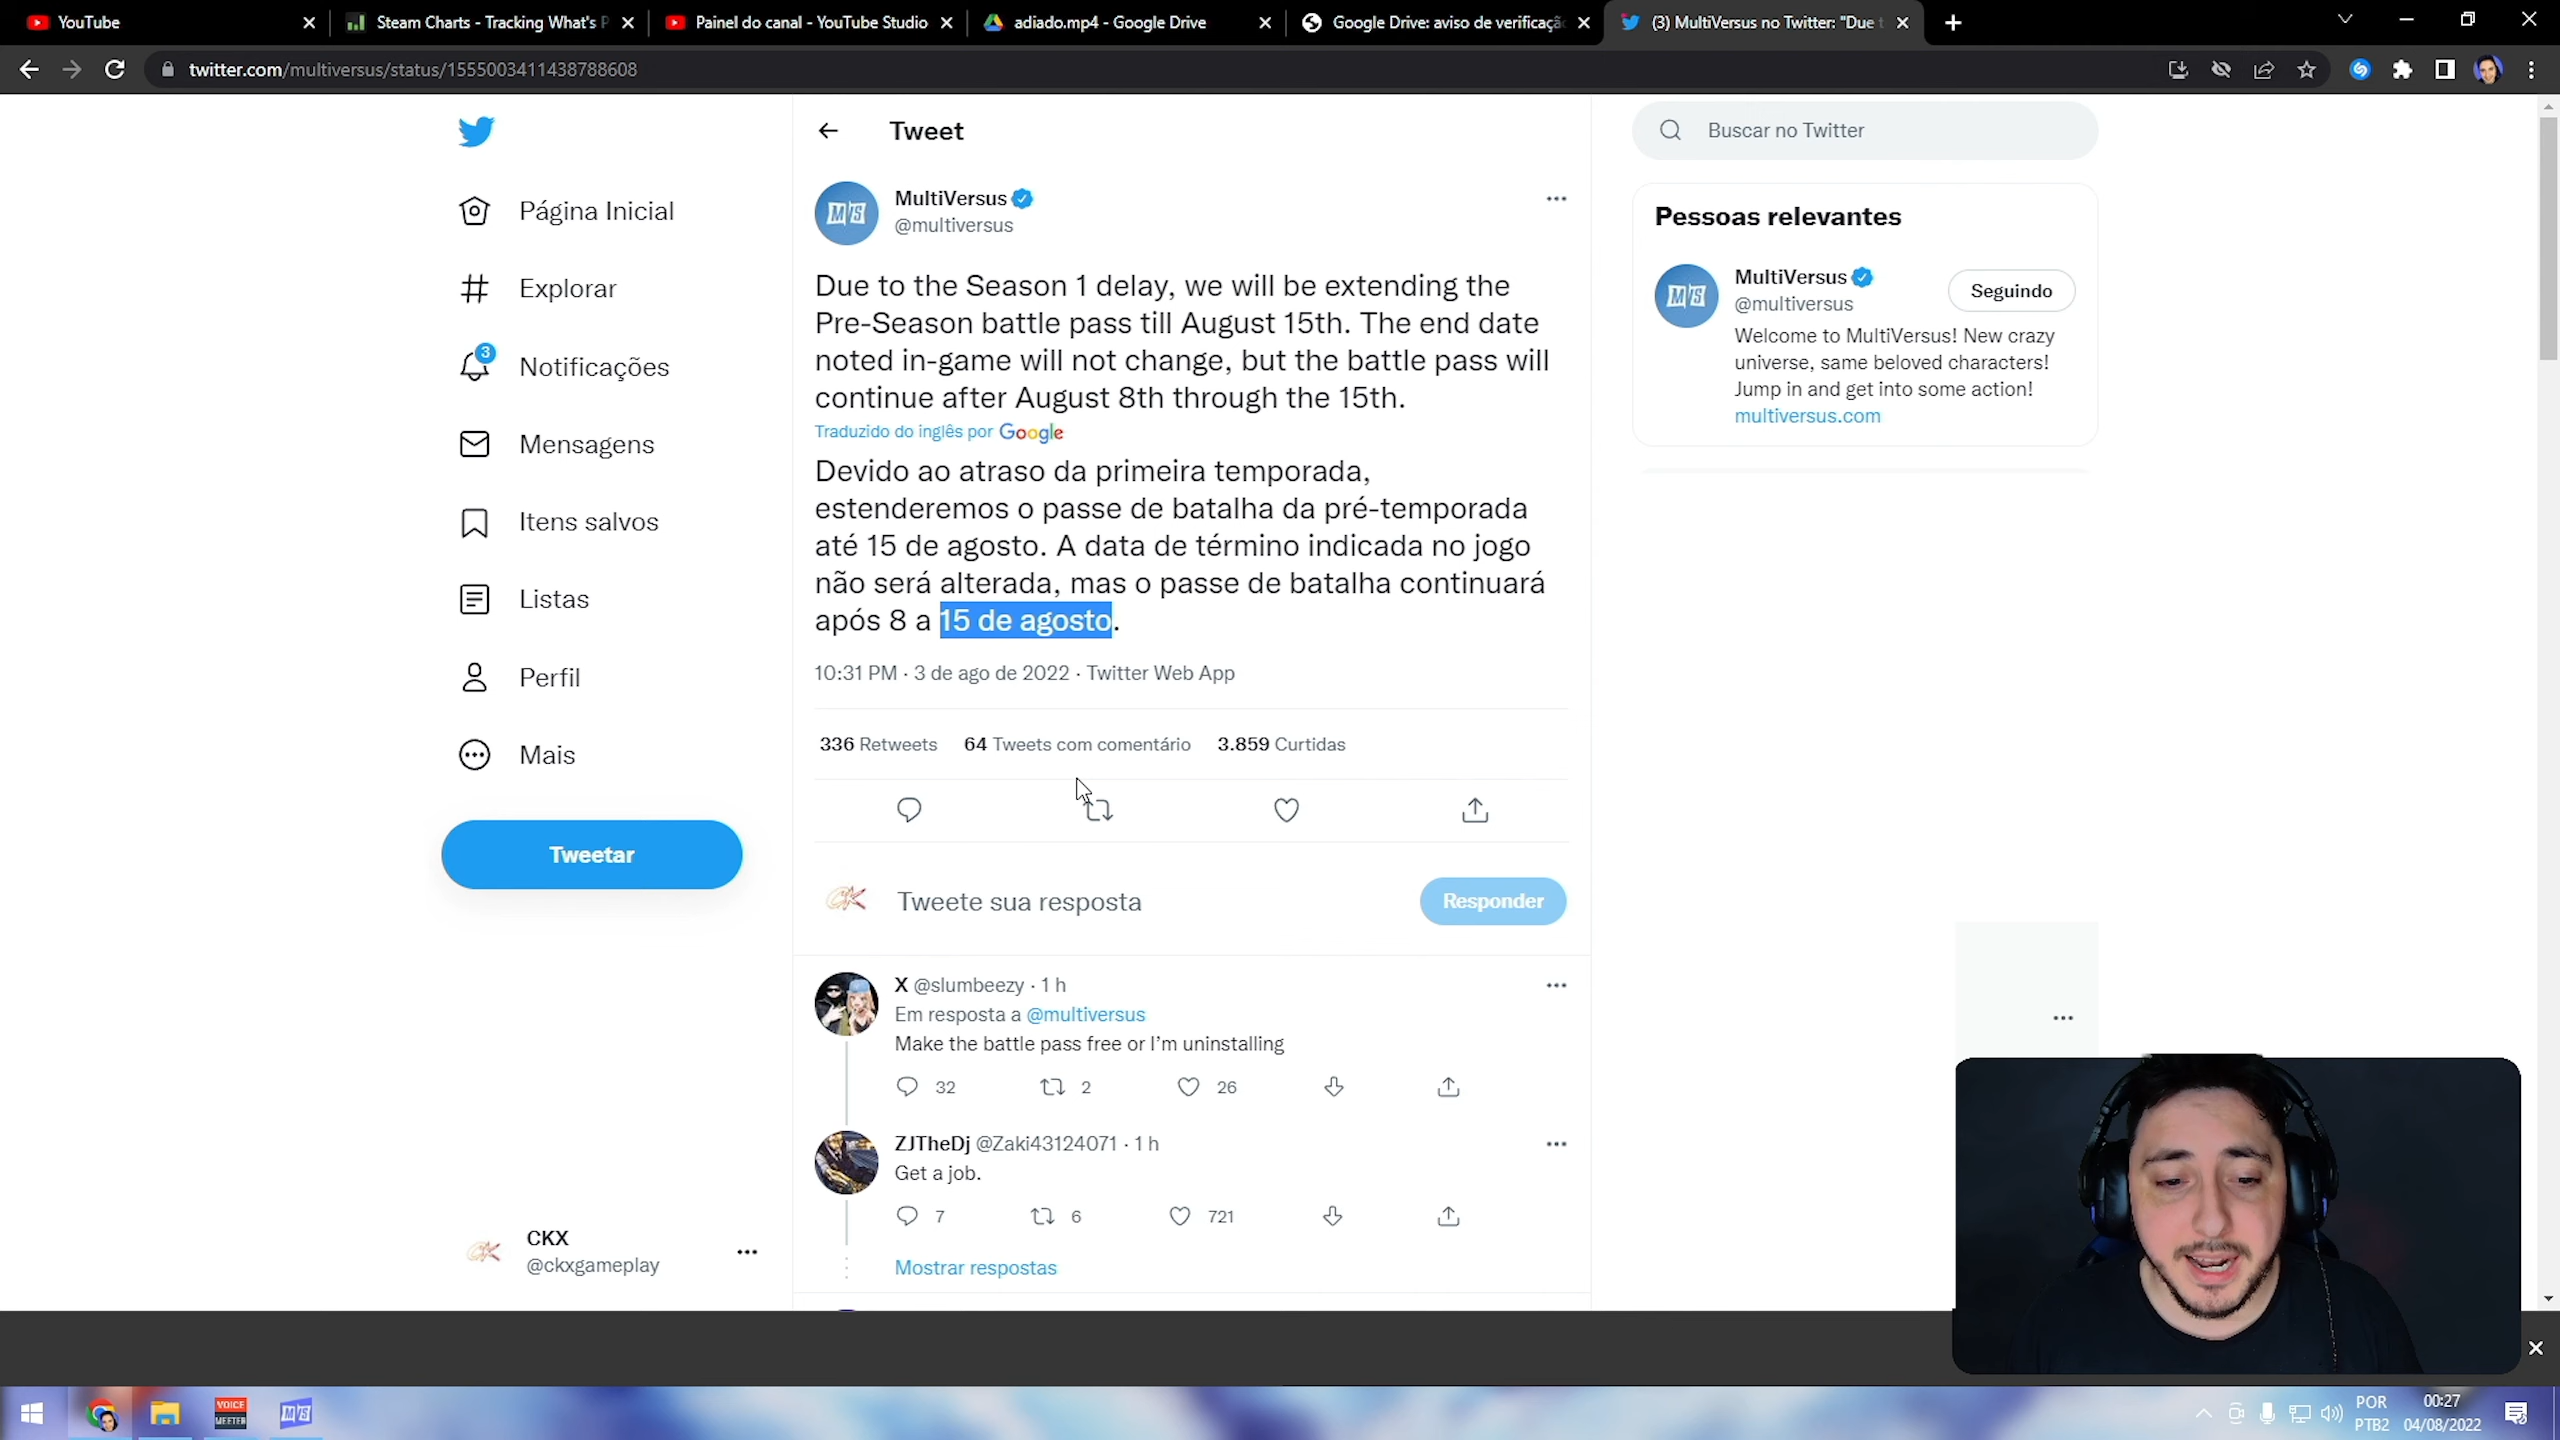 YouTube
Steam Charts - Tracking What's P
Painel do canal - YouTube Studio
adiado.mp4 - Google Drive
Google Drive: aviso de verificaçã
(3) MultiVersus no Twitter: "Due t
twitter.com/multiversus/status/1555003411438788608
Página Inicial
Explorar
3
Notificações
Mensagens
Itens salvos
Listas
Perfil
Mais
Tweetar
CKX
@ckxgameplay
Tweet
MultiVersus
@multiversus
Due to the Season 1 delay, we will be extending the
Pre-Season battle pass till August 15th. The end date
noted in-game will not change, but the battle pass will
continue after August 8th through the 15th.
Traduzido do inglês por Google
Devido ao atraso da primeira temporada,
estenderemos o passe de batalha da pré-temporada
até 15 de agosto. A data de término indicada no jogo
não será alterada, mas o passe de batalha continuará
após 8 a 15 de agosto.
10:31 PM · 3 de ago de 2022 · Twitter Web App
336 Retweets 64 Tweets com comentário 3.859 Curtidas
Tweete sua resposta
Responder
X @slumbeezy · 1 h
Em resposta a @multiversus
Make the battle pass free or I'm uninstalling
32 2 26
ZJTheDj @Zaki43124071 · 1 h
Get a job.
7 6 721
Mostrar respostas
Buscar no Twitter
Pessoas relevantes
MultiVersus
@multiversus
Seguindo
Welcome to MultiVersus! New crazy
universe, same beloved characters!
Jump in and get into some action!
multiversus.com
VOICE
MEETER
POR
PTB2
00:27
04/08/2022